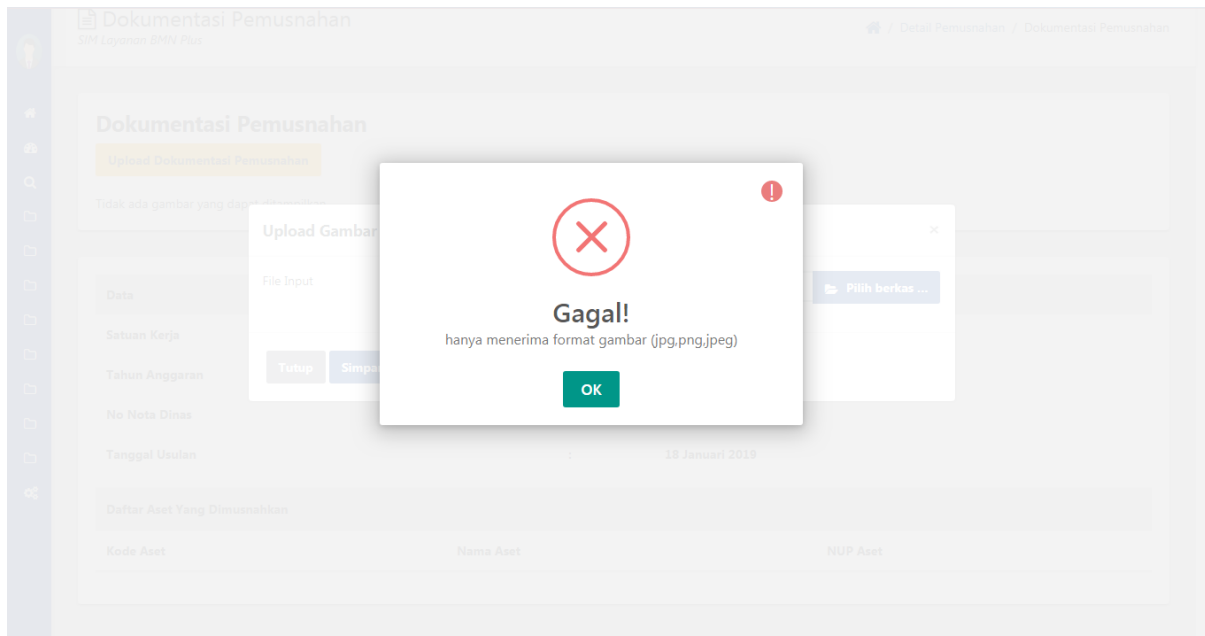 Dokumentasi Pemusnahan
SIM Layanan BMN Plus
/ Detail Pemusnahan / Dokumentasi Pemusnahan
Dokumentasi Pemusnahan
Upload Dokumentasi Pemusnahan
Tidak ada gambar yang dapat
Upload Gambar
×
File Input
Pilih berkas ...
Tutup
Gagal!
hanya menerima format gambar (jpg,png,jpeg)
OK
Data
Satuan Kerja
Tahun Anggaran
No Nota Dinas
Tanggal Usulan : 18 Januari 2019
Daftar Aset Yang Dimusnahkan
Kode Aset Nama Aset NUP Aset